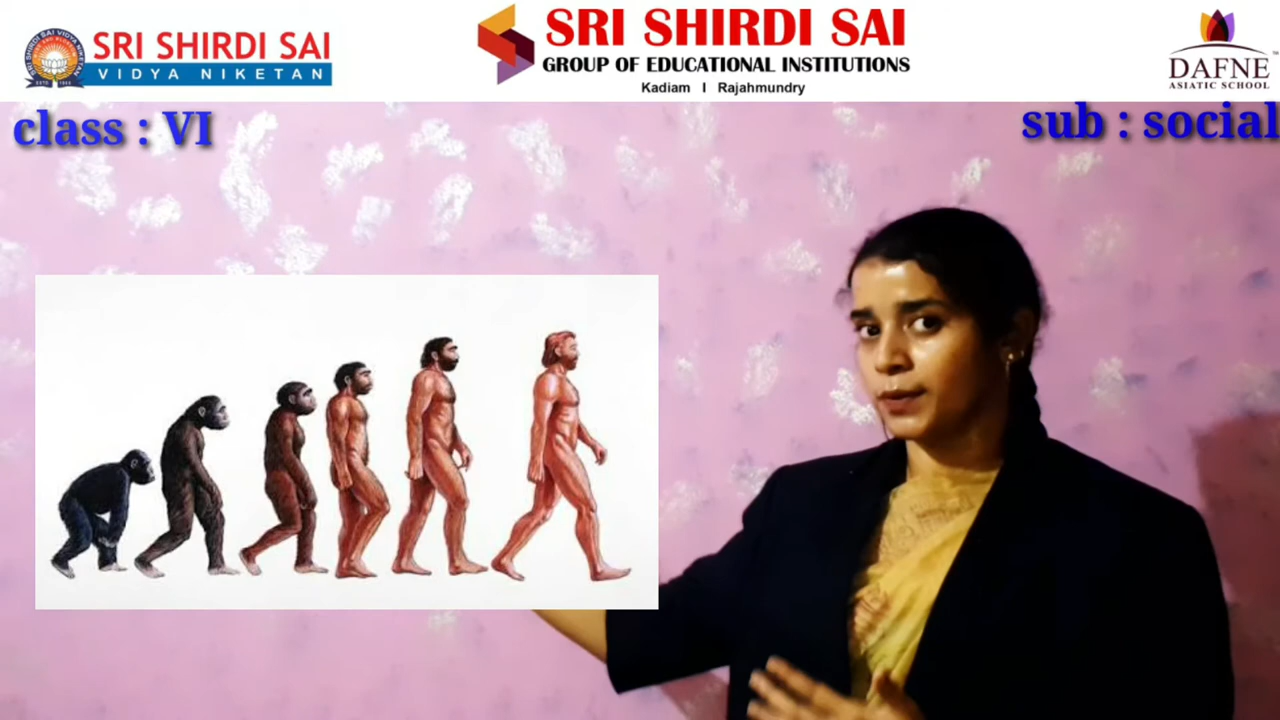 SRI SHIRDI SAI
VIDYA NIKETAN
SRI SHIRDI SAI
GROUP OF EDUCATIONAL INSTITUTIONS
Kadiam I Rajahmundry
DAFNE
ASIATIC SCHOOL
class : VI
sub : social